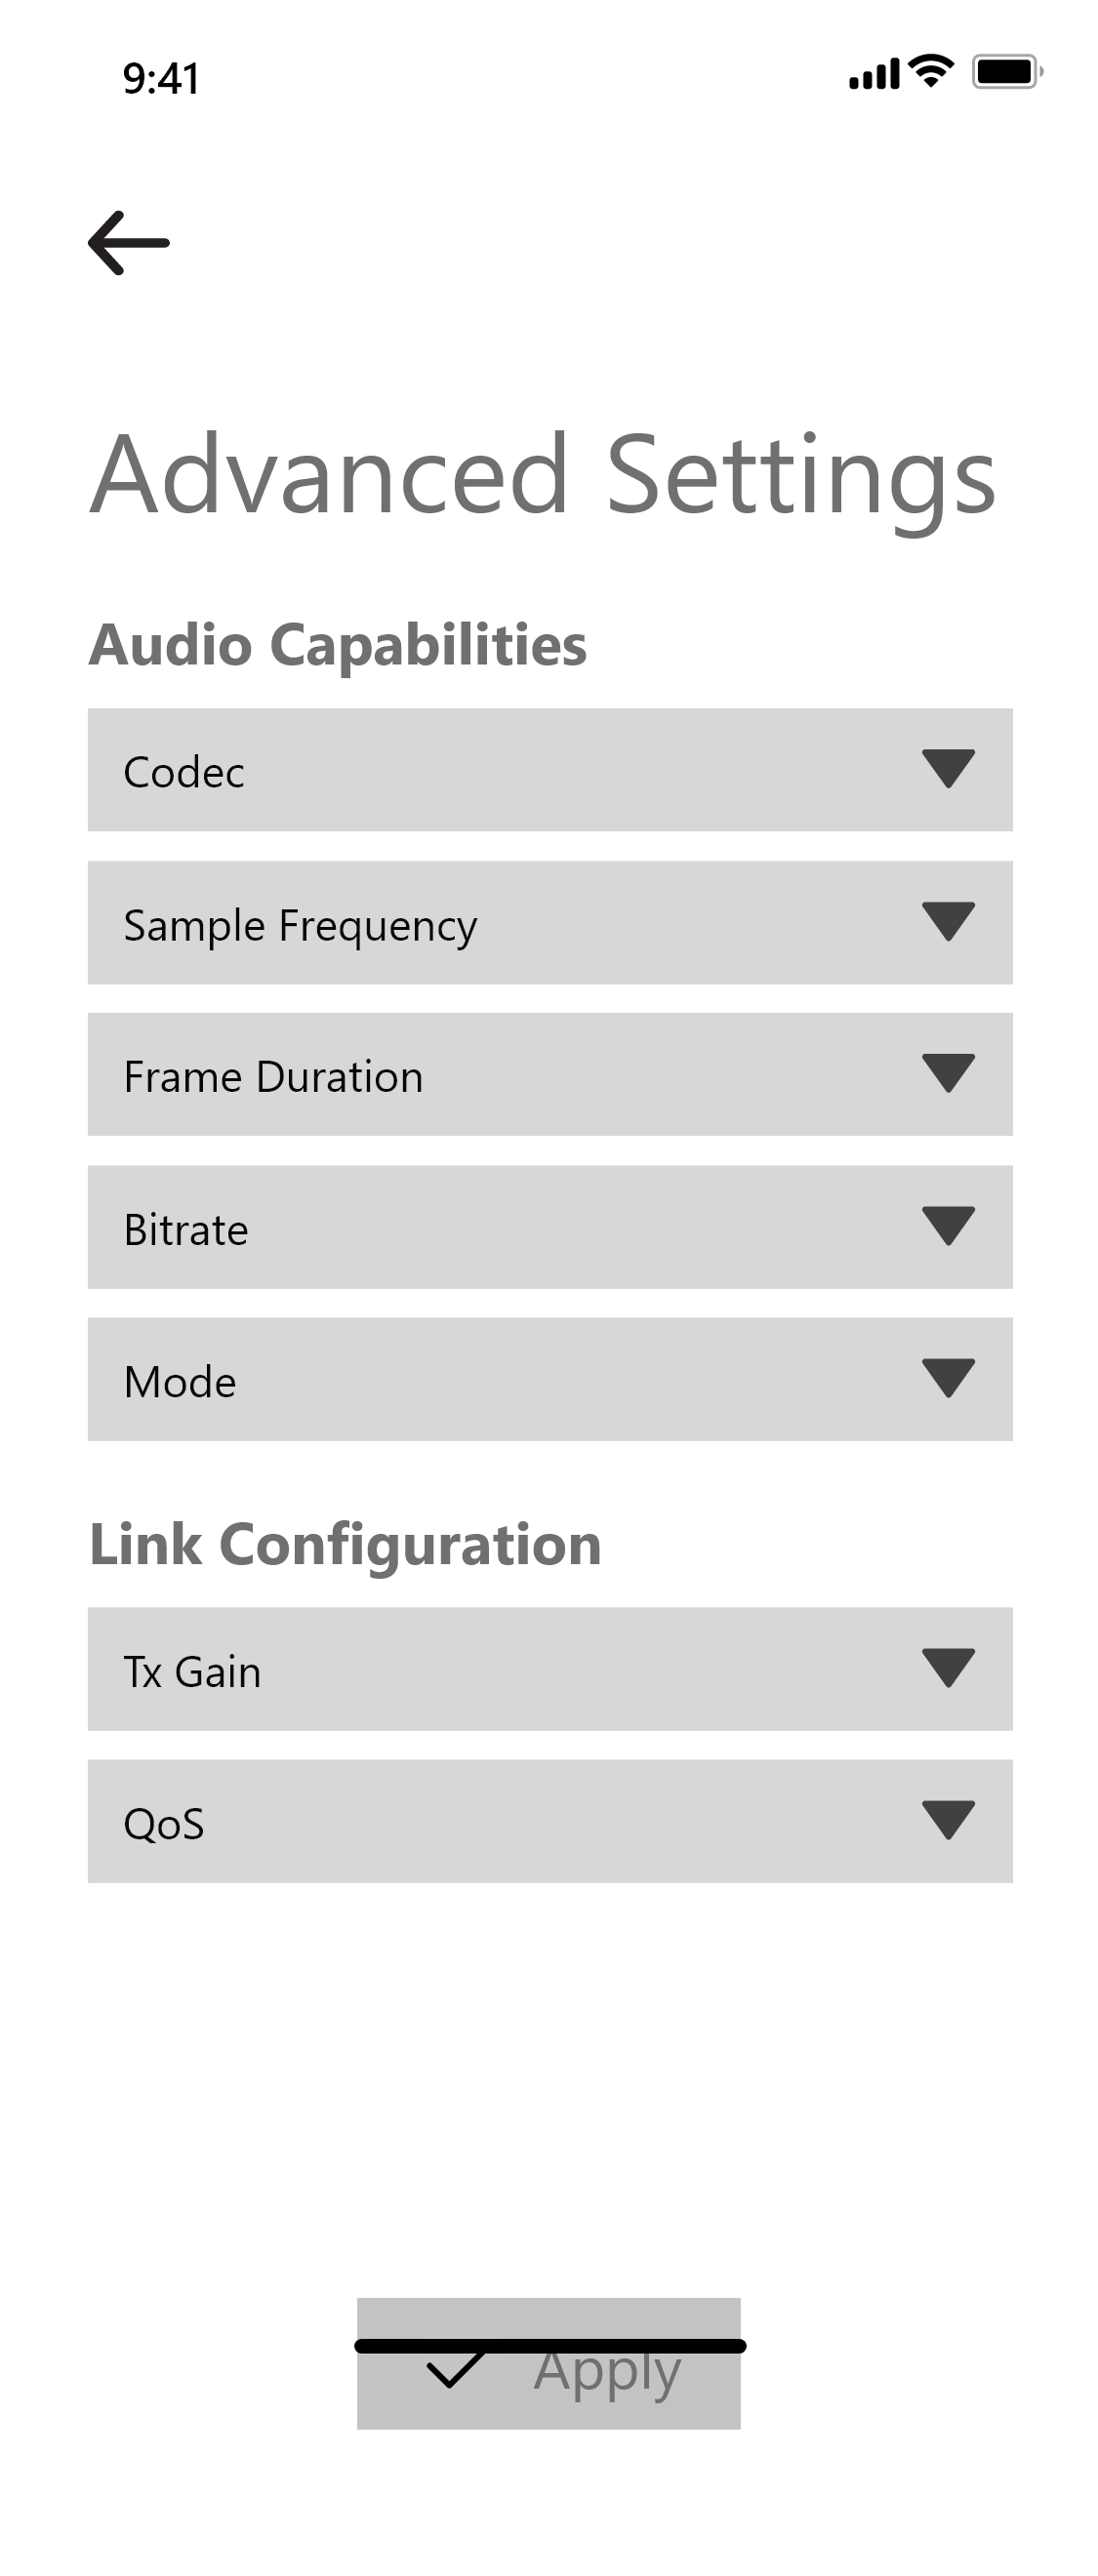 9:41
Advanced Settings
Audio Capabilities
Codec
Sample Frequency
Frame Duration
Bitrate
Mode
Link Configuration
Tx Gain
QoS
Apply